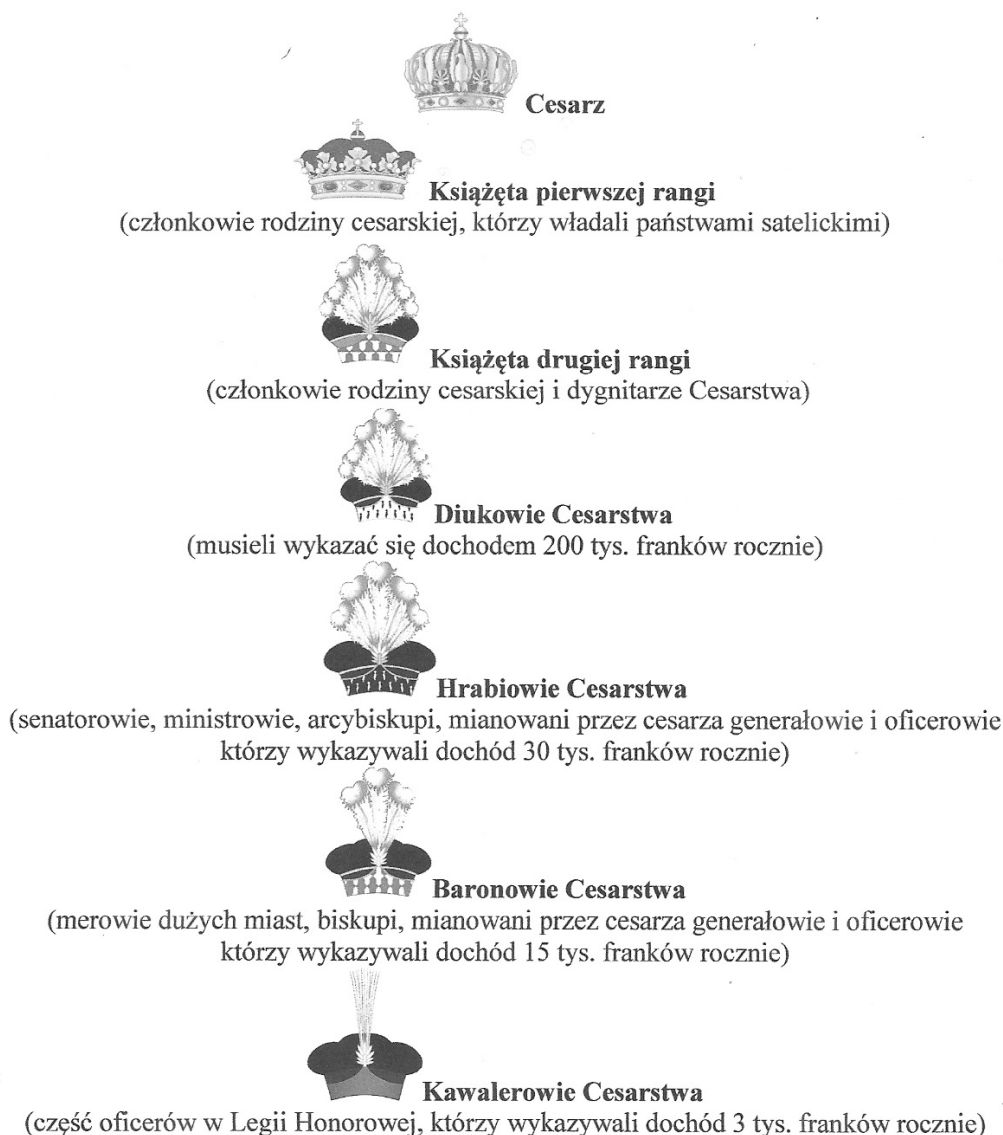 Cesarz
Książęta pierwszej rangi
(członkowie rodziny cesarskiej, którzy władali państwami satelickimi)
Książęta drugiej rangi
(członkowie rodziny cesarskiej i dygnitarze Cesarstwa)
Diukowie Cesarstwa
(musieli wykazać się dochodem 200 tys. franków rocznie)
Hrabiowie Cesarstwa
(senatorowie, ministrowie, arcybiskupi, mianowani przez cesarza generałowie i oficerowie
którzy wykazywali dochód 30 tys. franków rocznie)
Baronowie Cesarstwa
(merowie dużych miast, biskupi, mianowani przez cesarza generałowie i oficerowie
którzy wykazywali dochód 15 tys. franków rocznie)
Kawalerowie Cesarstwa
(część oficerów w Legii Honorowej, którzy wykazywali dochód 3 tys. franków rocznie)